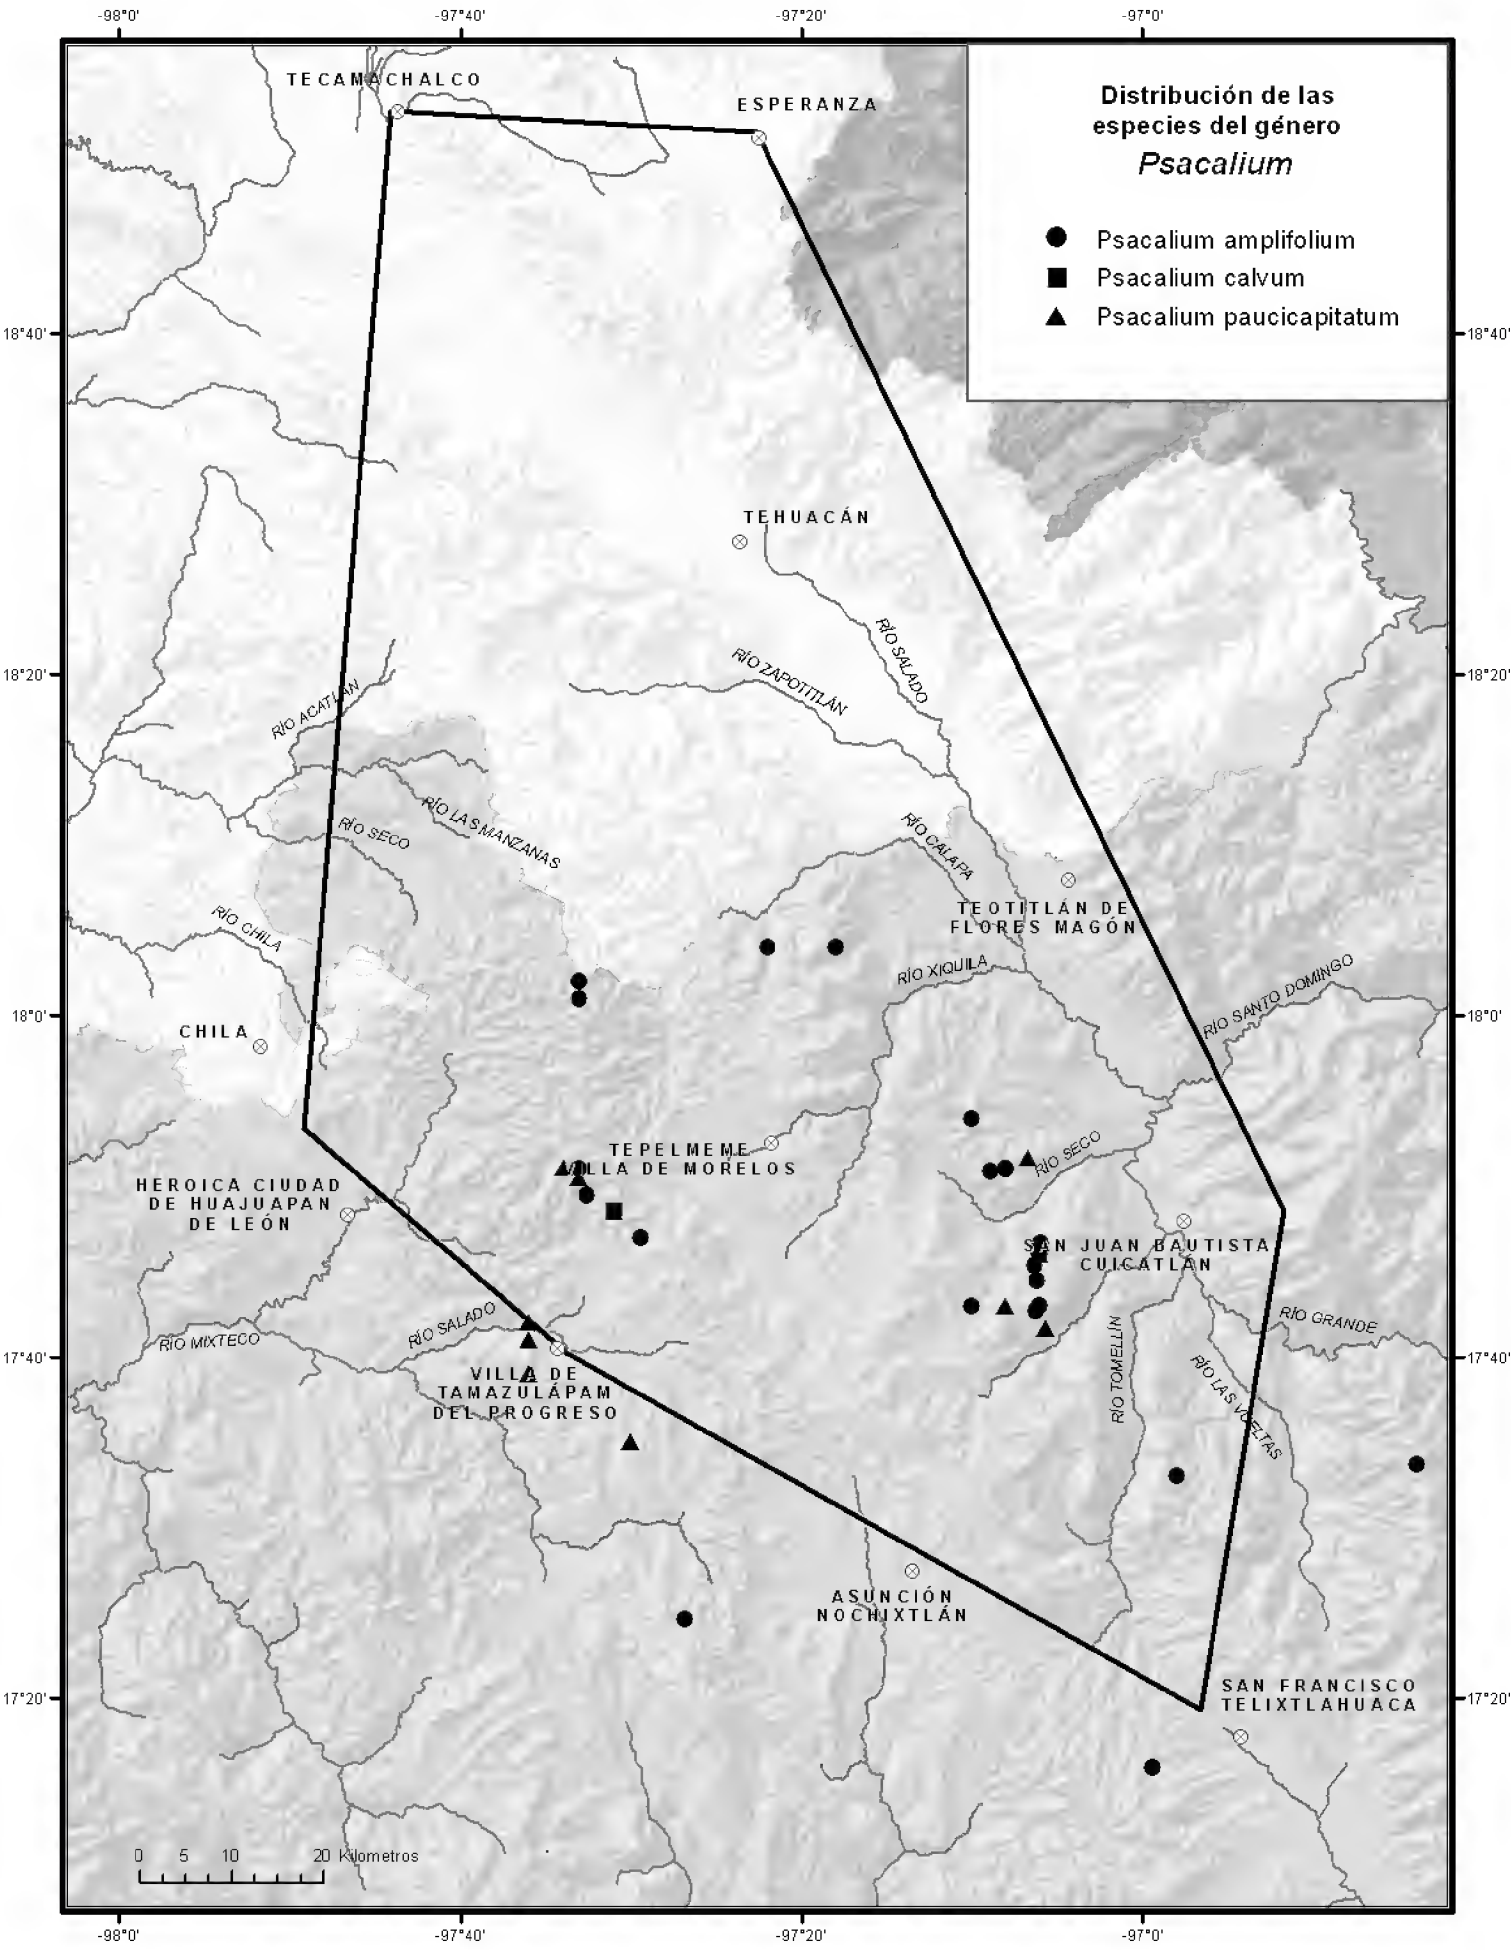 -98°0'
-97°40'
-97°20'
-97°0'
TECAMACHALCO
ESPERANZA
Distribución de las
especies del género
Psacalium
Psacalium amplifolium
Psacalium calvum
Psacalium paucicapitatum
18°40'
18°40'
TEHUACÁN
RÍO SALADO
RÍO ZAPOTITLÁN
18°20'
18°20'
RÍO ACATLÁN
RÍO LAS MANZANAS
RÍO SECO
RÍO CALAPA
RÍO CHILA
TEOTITLÁN DE
FLORES MAGÓN
RÍO XIQUILA
RÍO SANTO DOMINGO
18°0'
18°0'
CHILA
TEPELMEME
VILLA DE MORELOS
RÍO SECO
HEROICA CIUDAD
DE HUAJUAPAN
DE LEÓN
SAN JUAN BAUTISTA
CUICATLÁN
RÍO SALADO
RÍO MIXTECO
RÍO GRANDE
17°40'
17°40'
RÍO TOMELLÍN
RÍO LAS VUELTAS
VILLA DE
TAMAZULÁPAM
DEL PROGRESO
ASUNCIÓN
NOCHIXTLÁN
SAN FRANCISCO
TELIXTLAHUACA
17°20'
17°20'
0 5 10 20 Kilometros
-98°0'
-97°40'
-97°20'
-97°0'